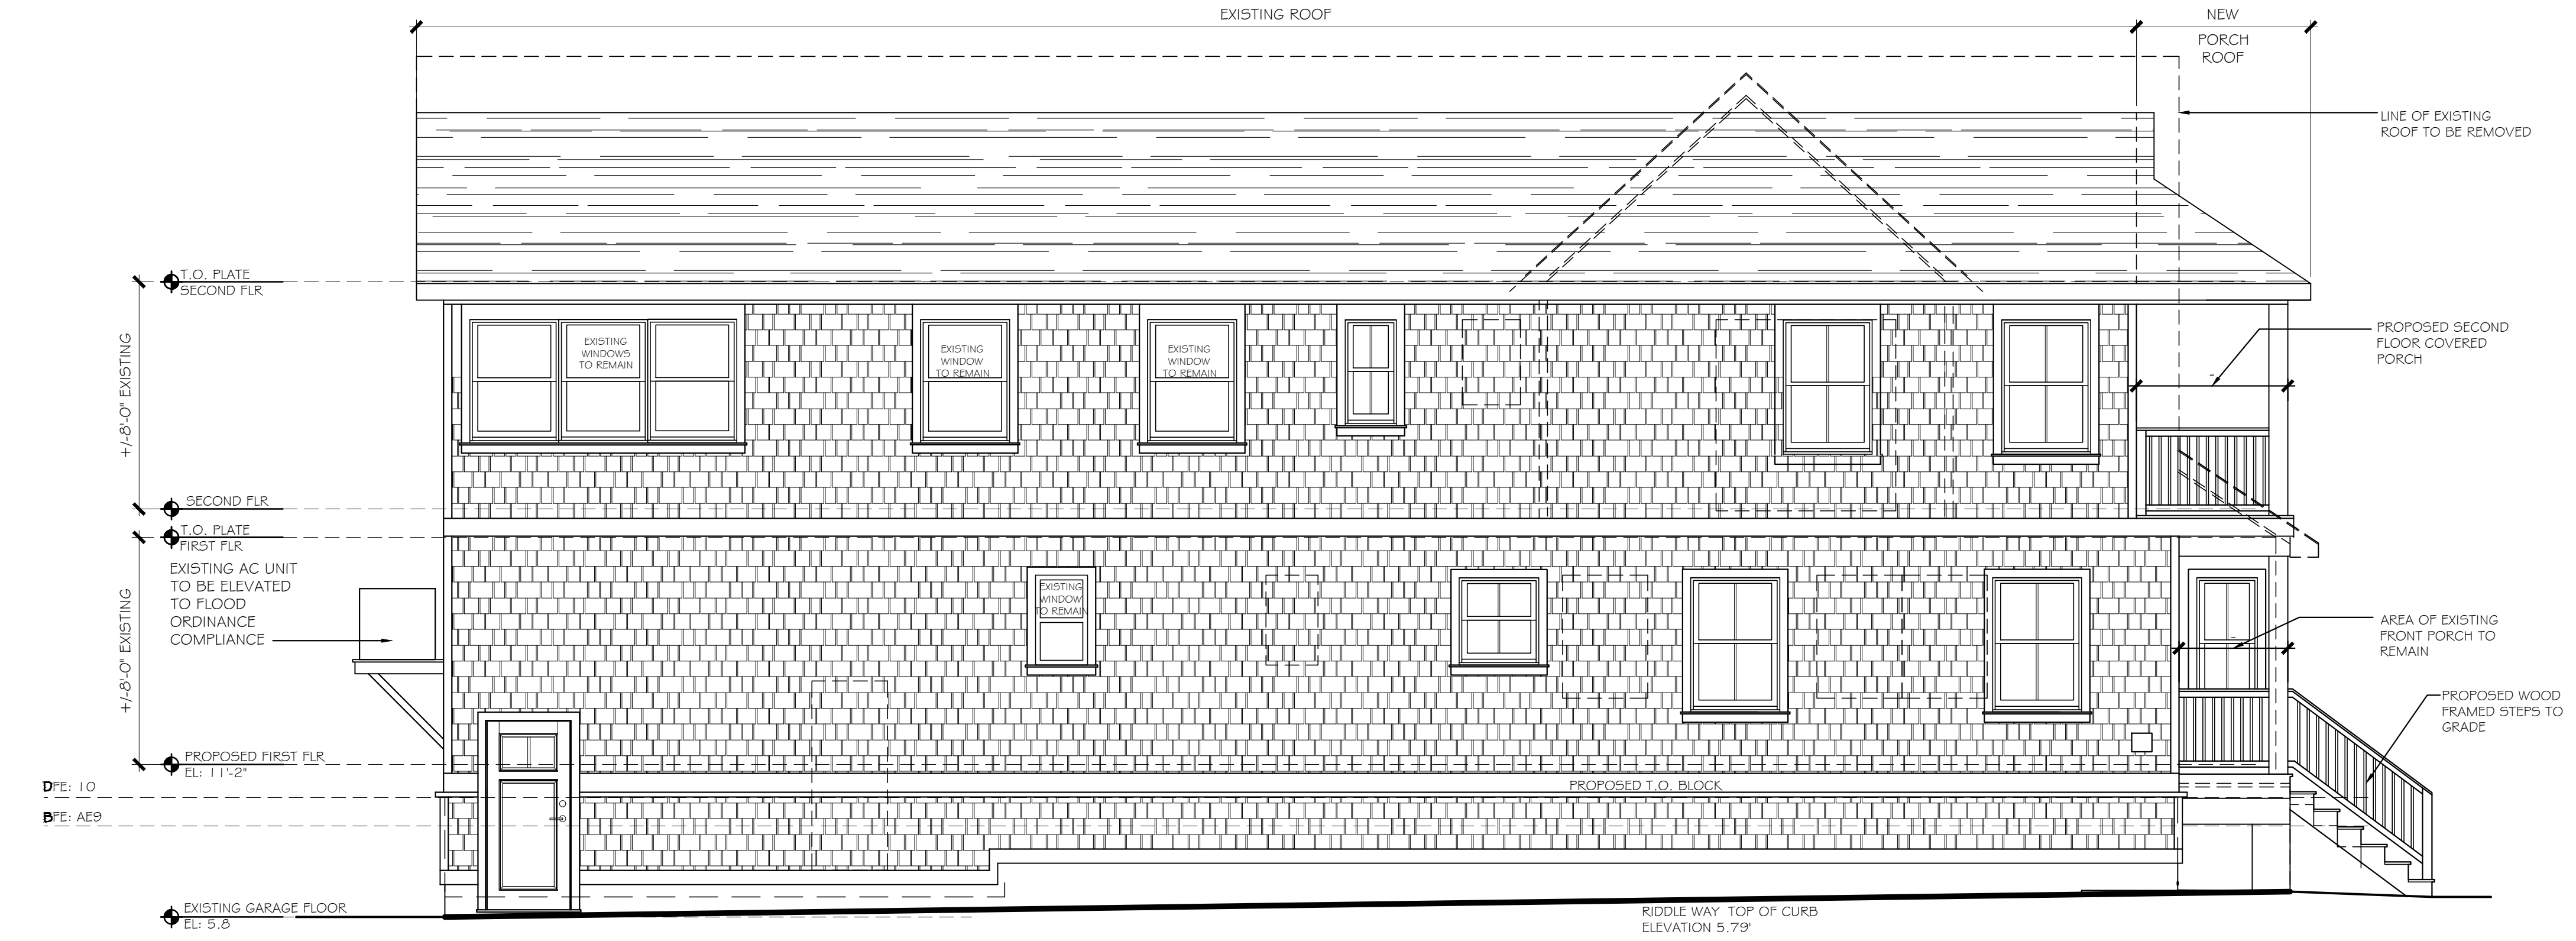 EXISTING ROOF
NEW
PORCH
ROOF
LINE OF EXISTING
ROOF TO BE REMOVED
T.O. PLATE
SECOND FLR
+/-8'-0" EXISTING
EXISTING
WINDOWS
TO REMAIN
EXISTING
WINDOW
TO REMAIN
EXISTING
WINDOW
TO REMAIN
PROPOSED SECOND
FLOOR COVERED
PORCH
SECOND FLR
T.O. PLATE
FIRST FLR
EXISTING AC UNIT
TO BE ELEVATED
TO FLOOD
ORDINANCE
COMPLIANCE
+/-8'-0" EXISTING
EXISTING
WINDOW
TO REMAIN
AREA OF EXISTING
FRONT PORCH TO
REMAIN
PROPOSED WOOD
FRAMED STEPS TO
GRADE
PROPOSED FIRST FLR
EL: 11'-2"
DFE: 10
PROPOSED T.O. BLOCK
BFE: AE9
EXISTING GARAGE FLOOR
EL: 5.8
RIDDLE WAY TOP OF CURB
ELEVATION 5.79'